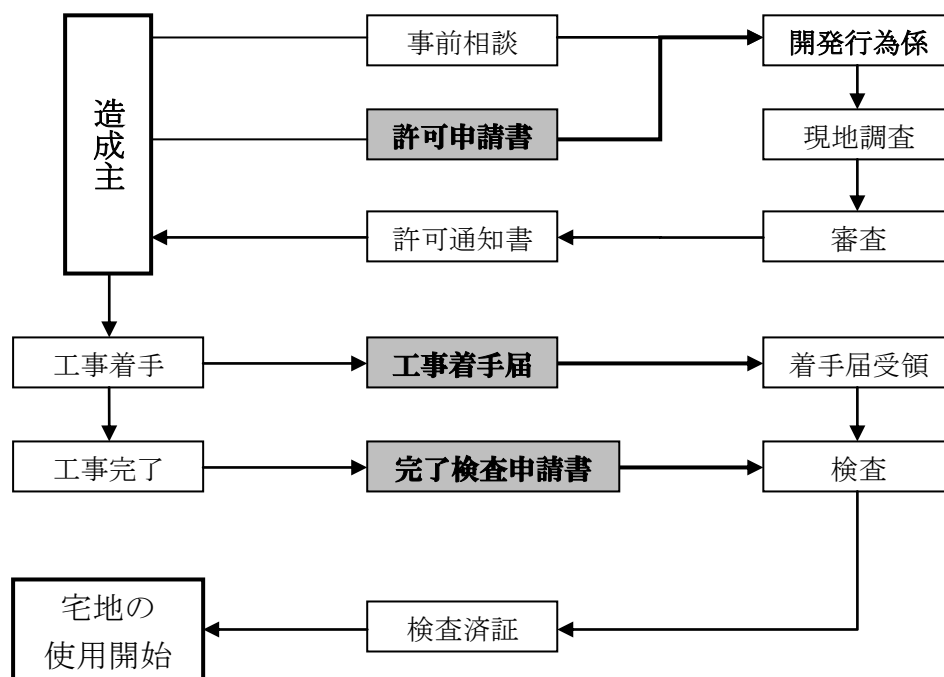 事前相談
開発行為係
造成主
許可申請書
現地調査
許可通知書
審査
工事着手
工事着手届
着手届受領
工事完了
完了検査申請書
検査
宅地の
使用開始
検査済証